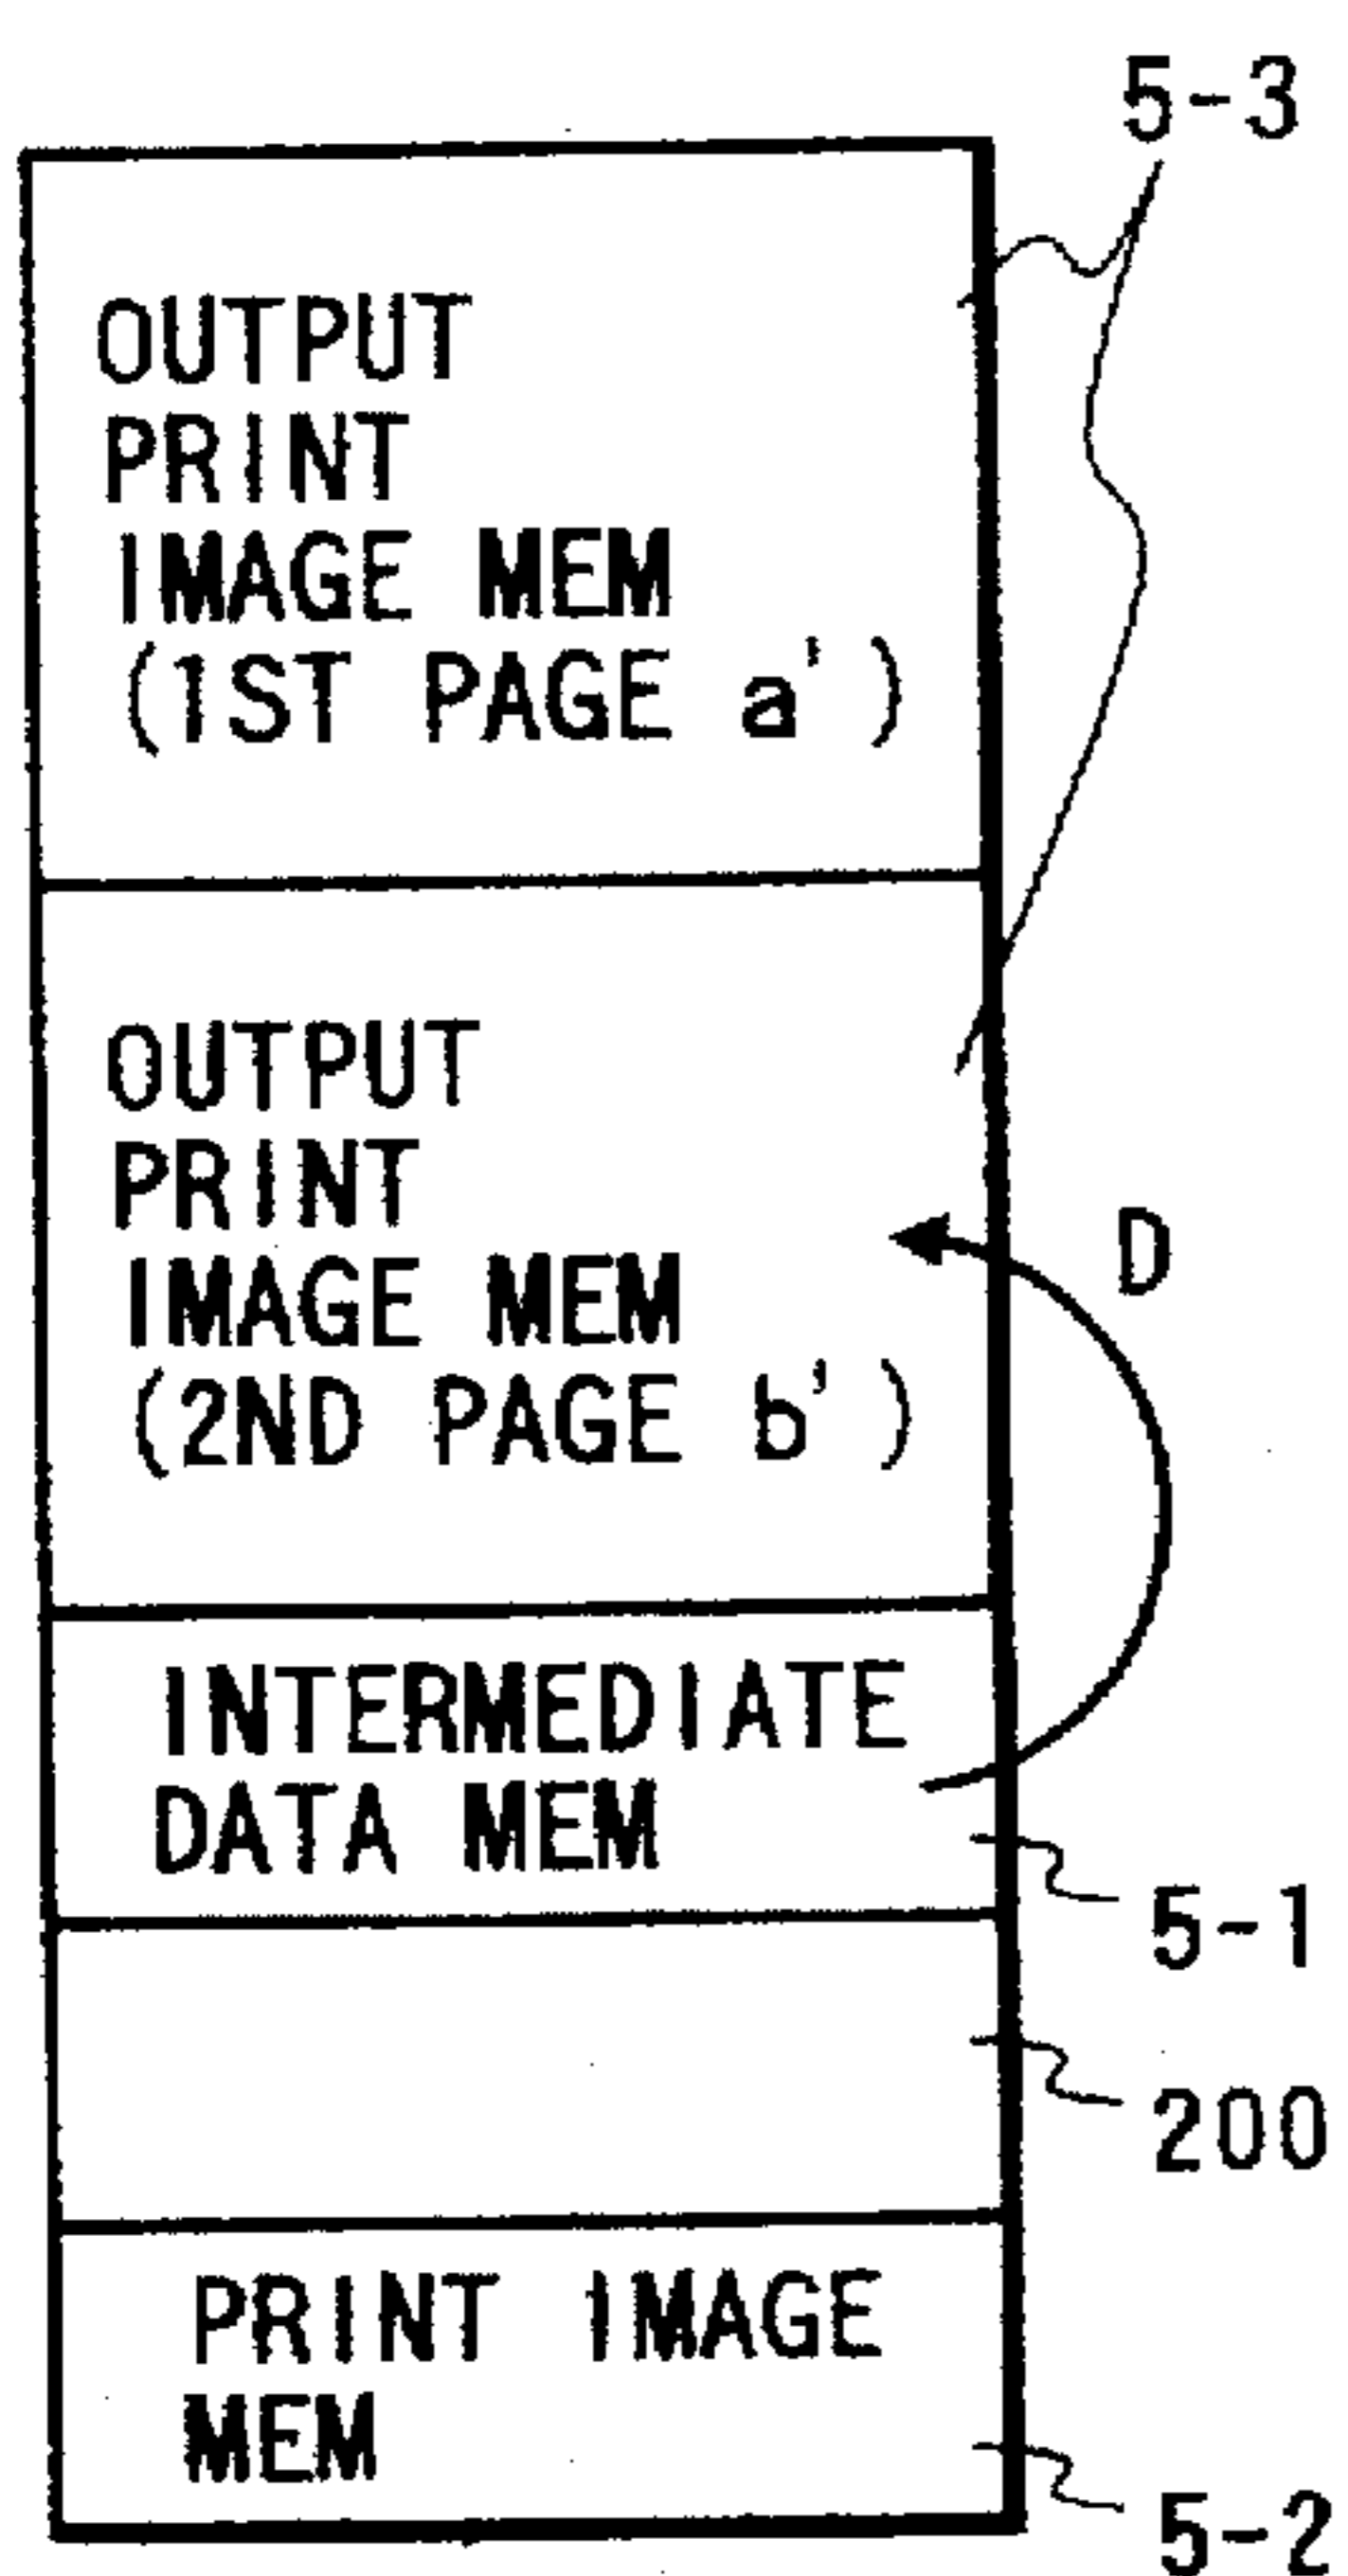 5-3
OUTPUT
PRINT
IMAGE MEM
(1ST PAGE a')
OUTPUT
PRINT
IMAGE MEM
(2ND PAGE b')
D
INTERMEDIATE
DATA MEM
5-1
200
PRINT IMAGE
MEM
5-2